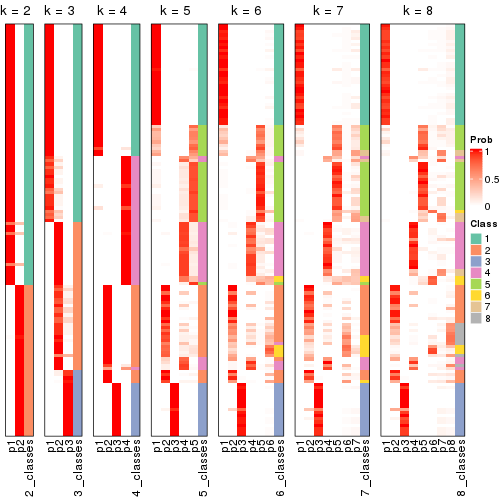 k = 2 k = 3 k = 4 k = 5 k = 6 k = 7 k = 8
Prob
1
0.5
0
Class
1
2
3
4
5
6
7
8
p1 p2 2_classes
p1 p2 p3 3_classes
p1 p2 p3 p4 4_classes
p1 p2 p3 p4 p5 5_classes
p1 p2 p3 p4 p5 p6 6_classes
p1 p2 p3 p4 p5 p6 p7 7_classes
p1 p2 p3 p4 p5 p6 p7 p8 8_classes